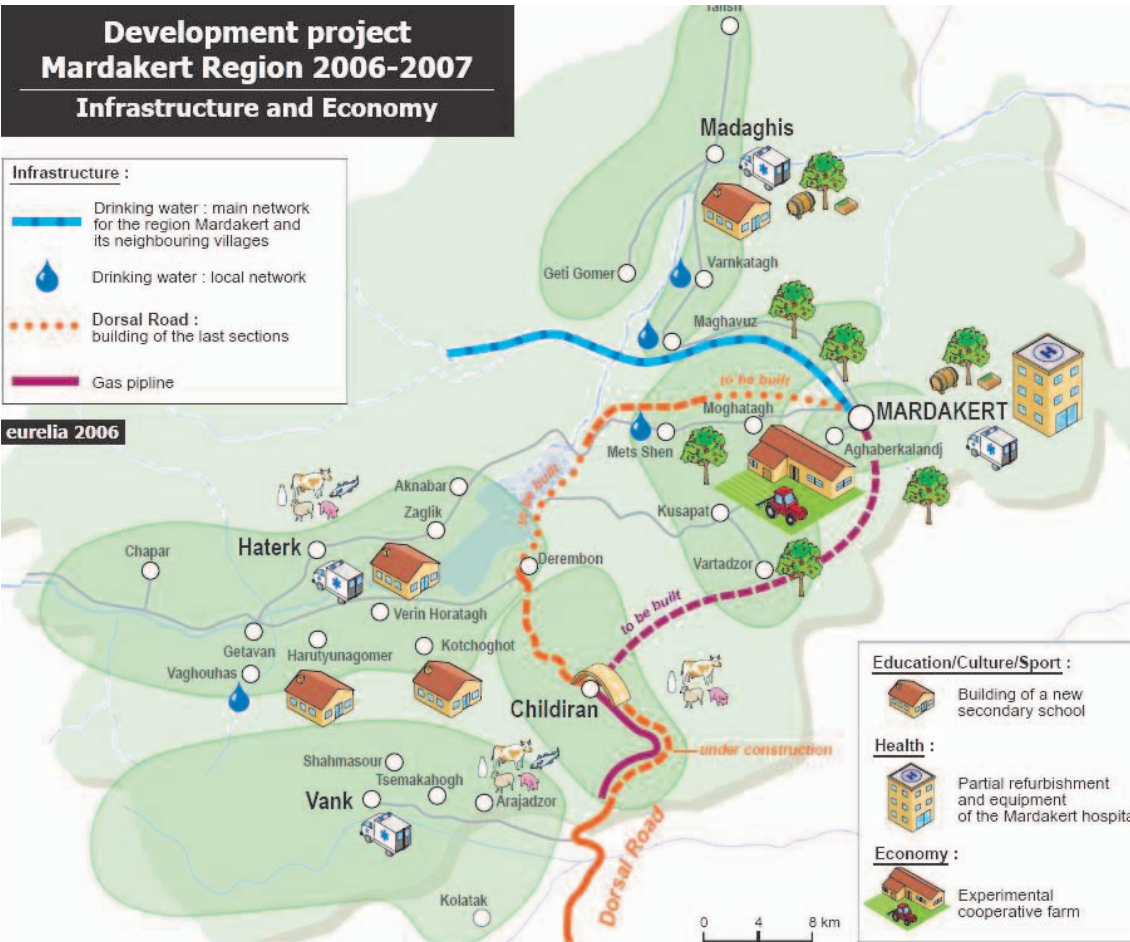 Development project
Mardakert Region 2006-2007
Infrastructure and Economy
Infrastructure :
Drinking water : main network
for the region Mardakert and
its neighbouring villages
Drinking water : local network
Dorsal Road :
building of the last sections
Gas pipline
eurelia 2006
Talish
Madaghis
Geti Gomer
Varnkatagh
Maghavuz
to be built
Moghatagh
MARDAKERT
Mets Shen
Aghaberkalandj
Aknabar
to be built
Zaglik
Kusapat
Chapar
Haterk
Derembon
Vartadzor
Verin Horatagh
to be built
Getavan
Harutyunagomer
Kotchoghot
Vaghouhas
Childiran
under construction
Shahmasour
Tsemakahogh
Vank
Arajadzor
Dorsal Road
Kolatak
0 4 8 km
Education/Culture/Sport :
Building of a new
secondary school
Health :
Partial refurbishment
and equipment
of the Mardakert hospita
Economy :
Experimental
cooperative farm